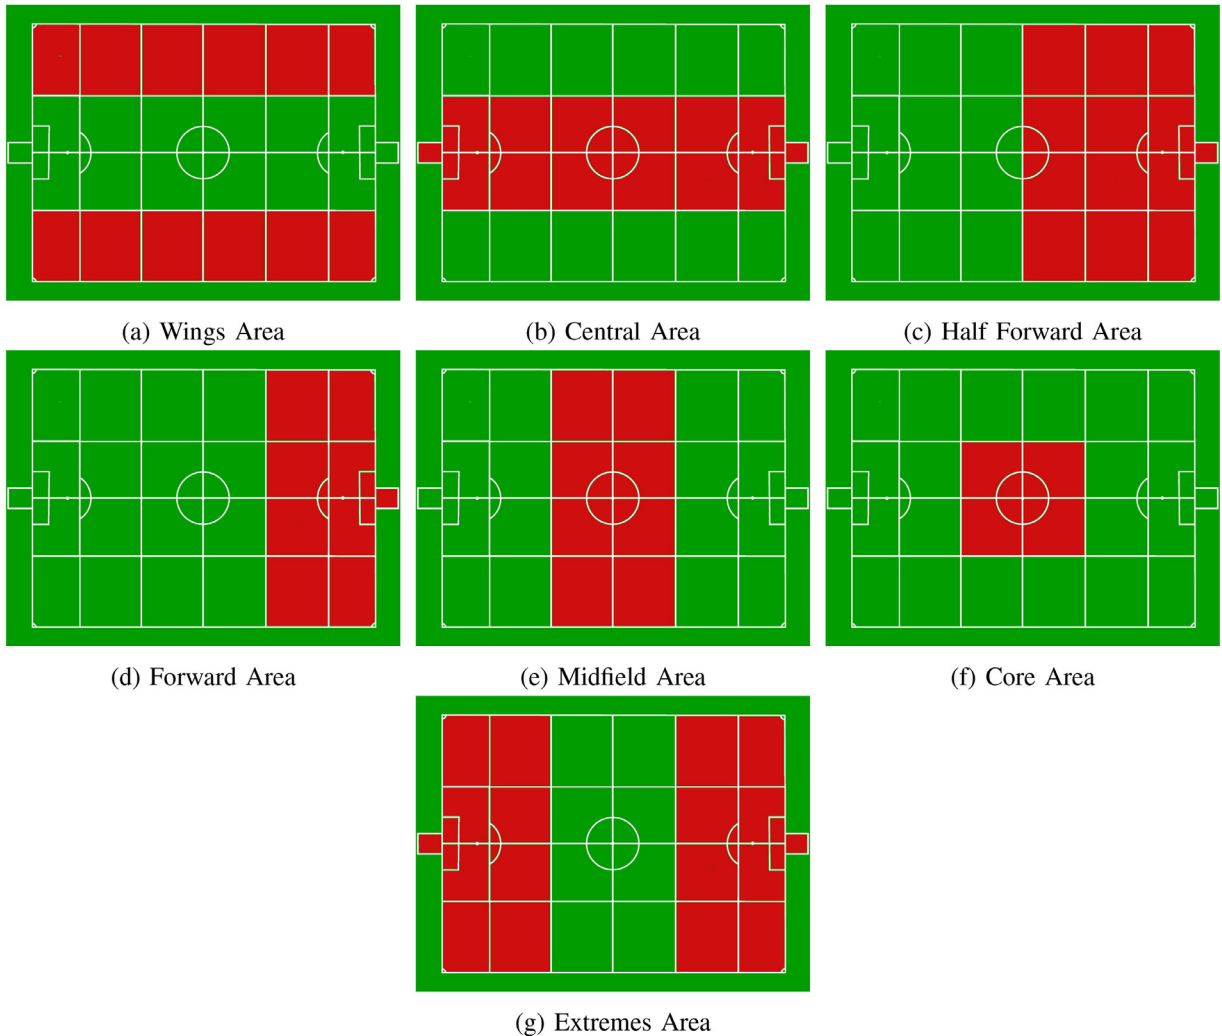 (a) Wings Area
(b) Central Area
(c) Half Forward Area
(d) Forward Area
(e) Midfield Area
(f) Core Area
(g) Extremes Area